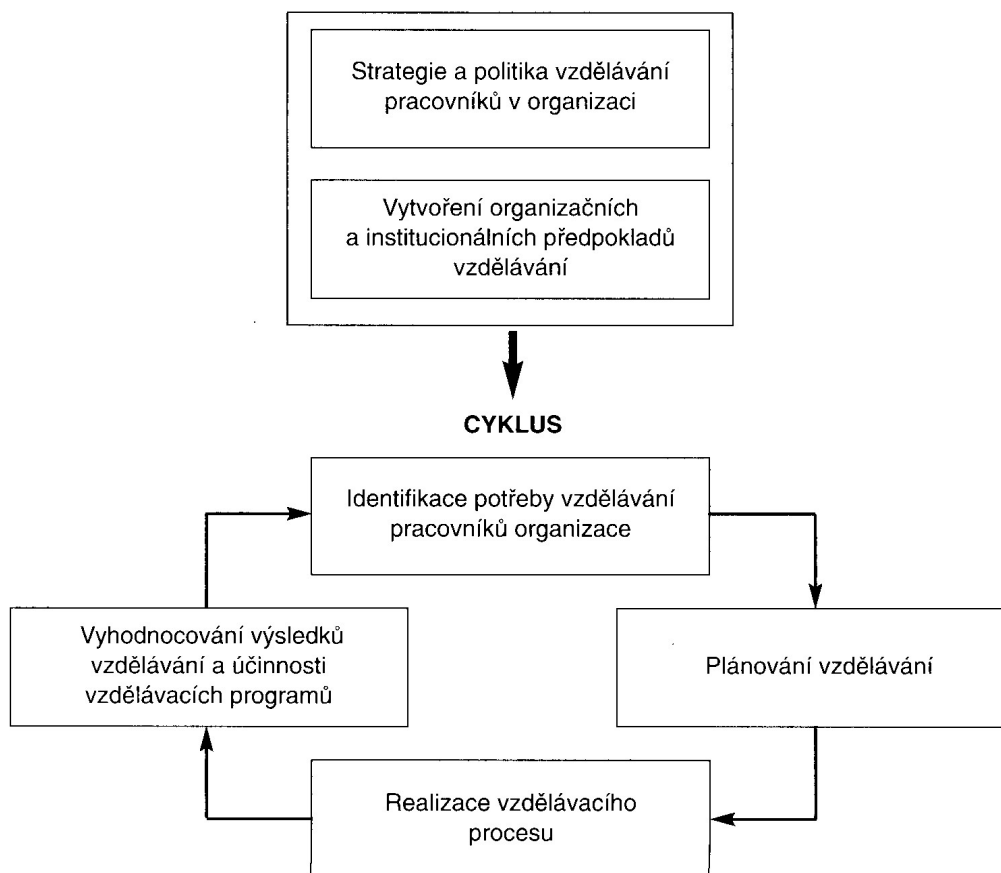 Strategie a politika vzdělávání
pracovníků v organizaci
Vytvoření organizačních
a institucionálních předpokladů
vzdělávání
CYKLUS
Identifikace potřeby vzdělávání
pracovníků organizace
Vyhodnocování výsledků
vzdělávání a účinnosti
vzdělávacích programů
Plánování vzdělávání
Realizace vzdělávacího
procesu